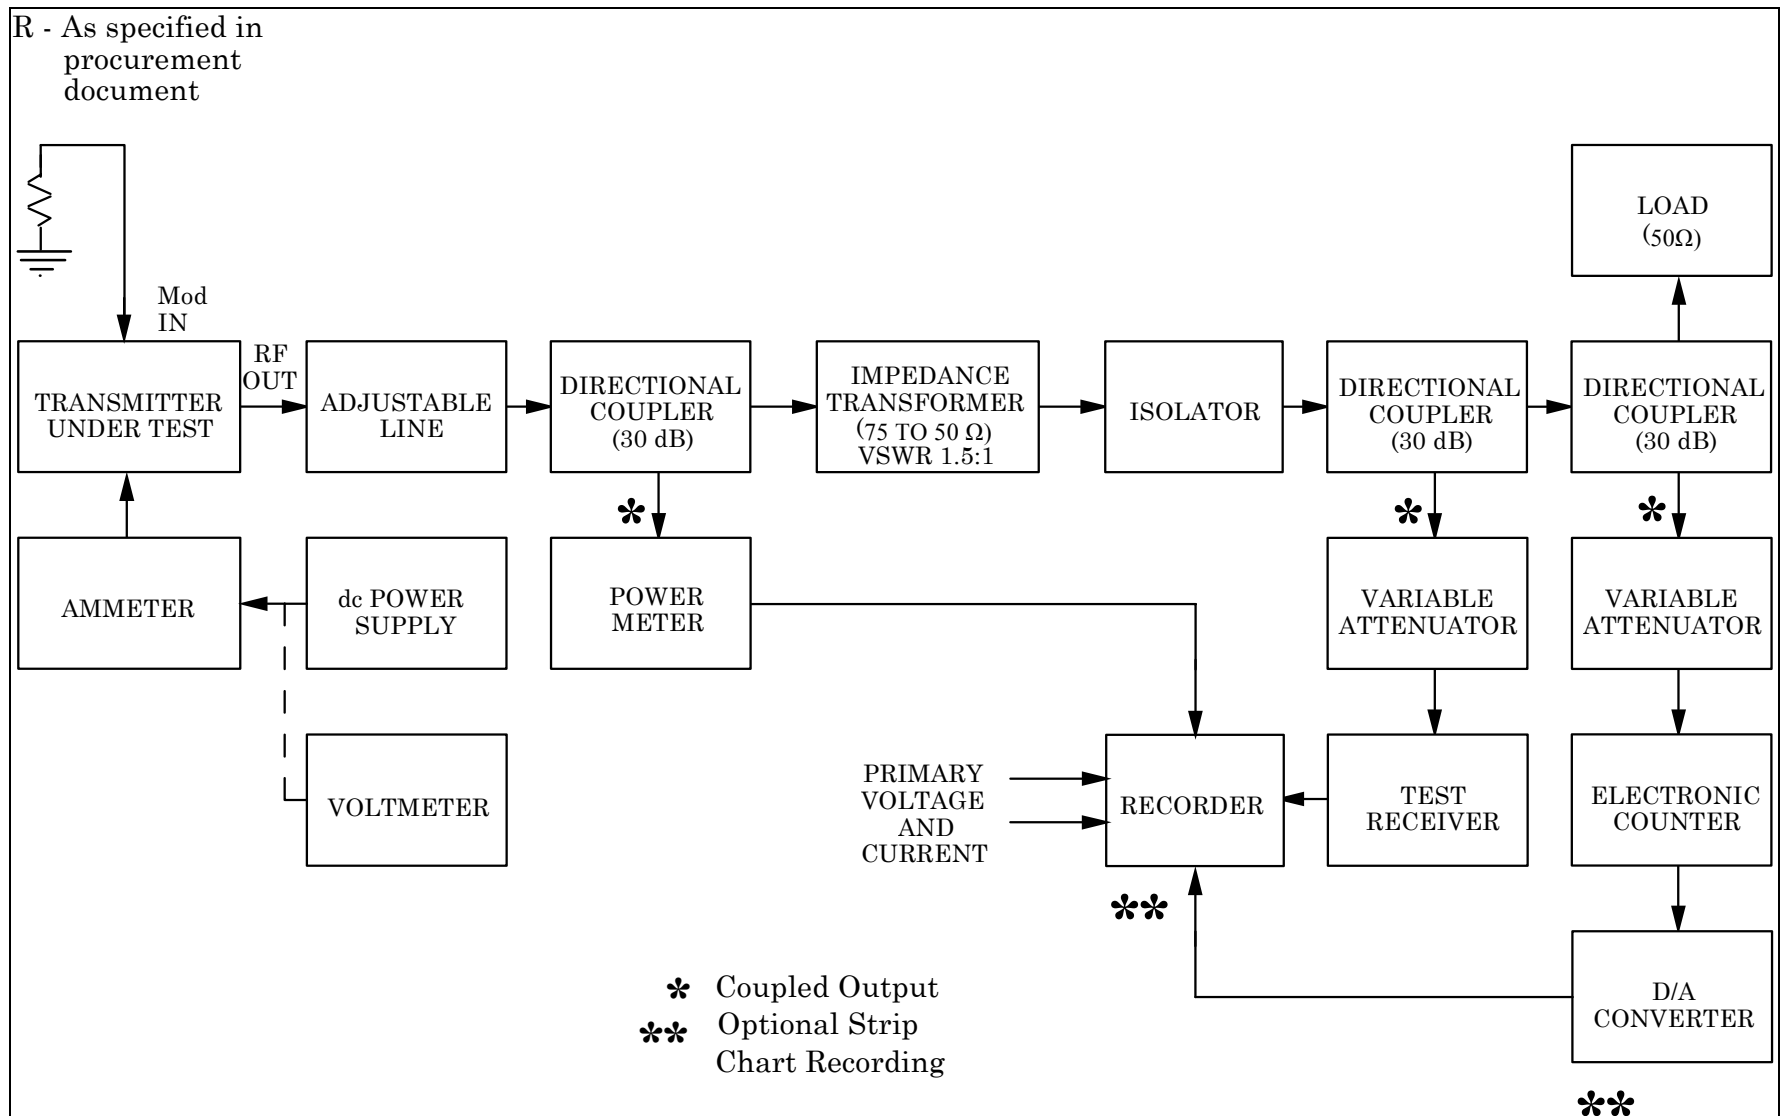 R - As specified in
procurement
document
Mod
IN
RF
OUT
LOAD
(50Ω)
TRANSMITTER
UNDER TEST
ADJUSTABLE
LINE
DIRECTIONAL
COUPLER
(30 dB)
IMPEDANCE
TRANSFORMER
(75 TO 50 Ω)
VSWR 1.5:1
ISOLATOR
DIRECTIONAL
COUPLER
(30 dB)
DIRECTIONAL
COUPLER
(30 dB)
*
*
*
AMMETER
dc POWER
SUPPLY
POWER
METER
VARIABLE
ATTENUATOR
VARIABLE
ATTENUATOR
VOLTMETER
PRIMARY
VOLTAGE
AND
CURRENT
RECORDER
TEST
RECEIVER
ELECTRONIC
COUNTER
**
D/A
CONVERTER
**
* Coupled Output
** Optional Strip
Chart Recording